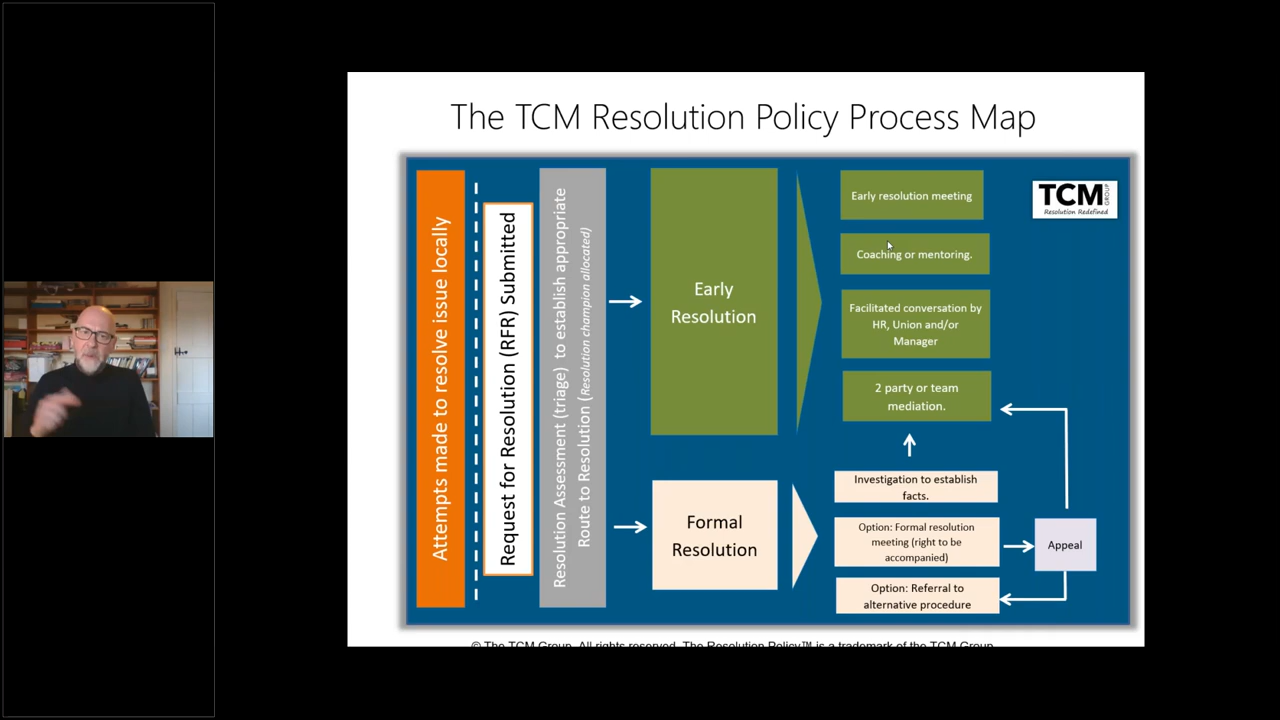 The TCM Resolution Policy Process Map
Attempts made to resolve issue locally
Request for Resolution (RFR) Submitted
Resolution Assessment (triage) to establish appropriate
Route to Resolution (Resolution champion allocated)
Early
Resolution
Early resolution meeting
Coaching or mentoring.
Facilitated conversation by
HR, Union and/or
Manager
2 party or team
mediation.
Formal
Resolution
Investigation to establish
facts.
Option: Formal resolution
meeting (right to be
accompanied)
Option: Referral to
alternative procedure
Appeal
TCM
GROUP
Resolution Redefined
© The TCM Group. All rights reserved. The Resolution Policy™ is a trademark of the TCM Group